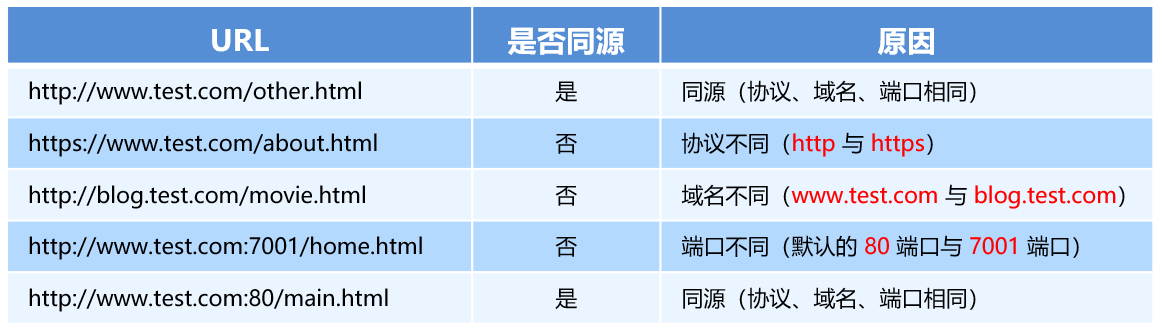 URL 是否同源 原因
http://www.test.com/other.html 是 同源（协议、域名、端口相同）
https://www.test.com/about.html 否 协议不同（http 与 https）
http://blog.test.com/movie.html 否 域名不同（www.test.com 与 blog.test.com）
http://www.test.com:7001/home.html 否 端口不同（默认的 80 端口与 7001 端口）
http://www.test.com:80/main.html 是 同源（协议、域名、端口相同）